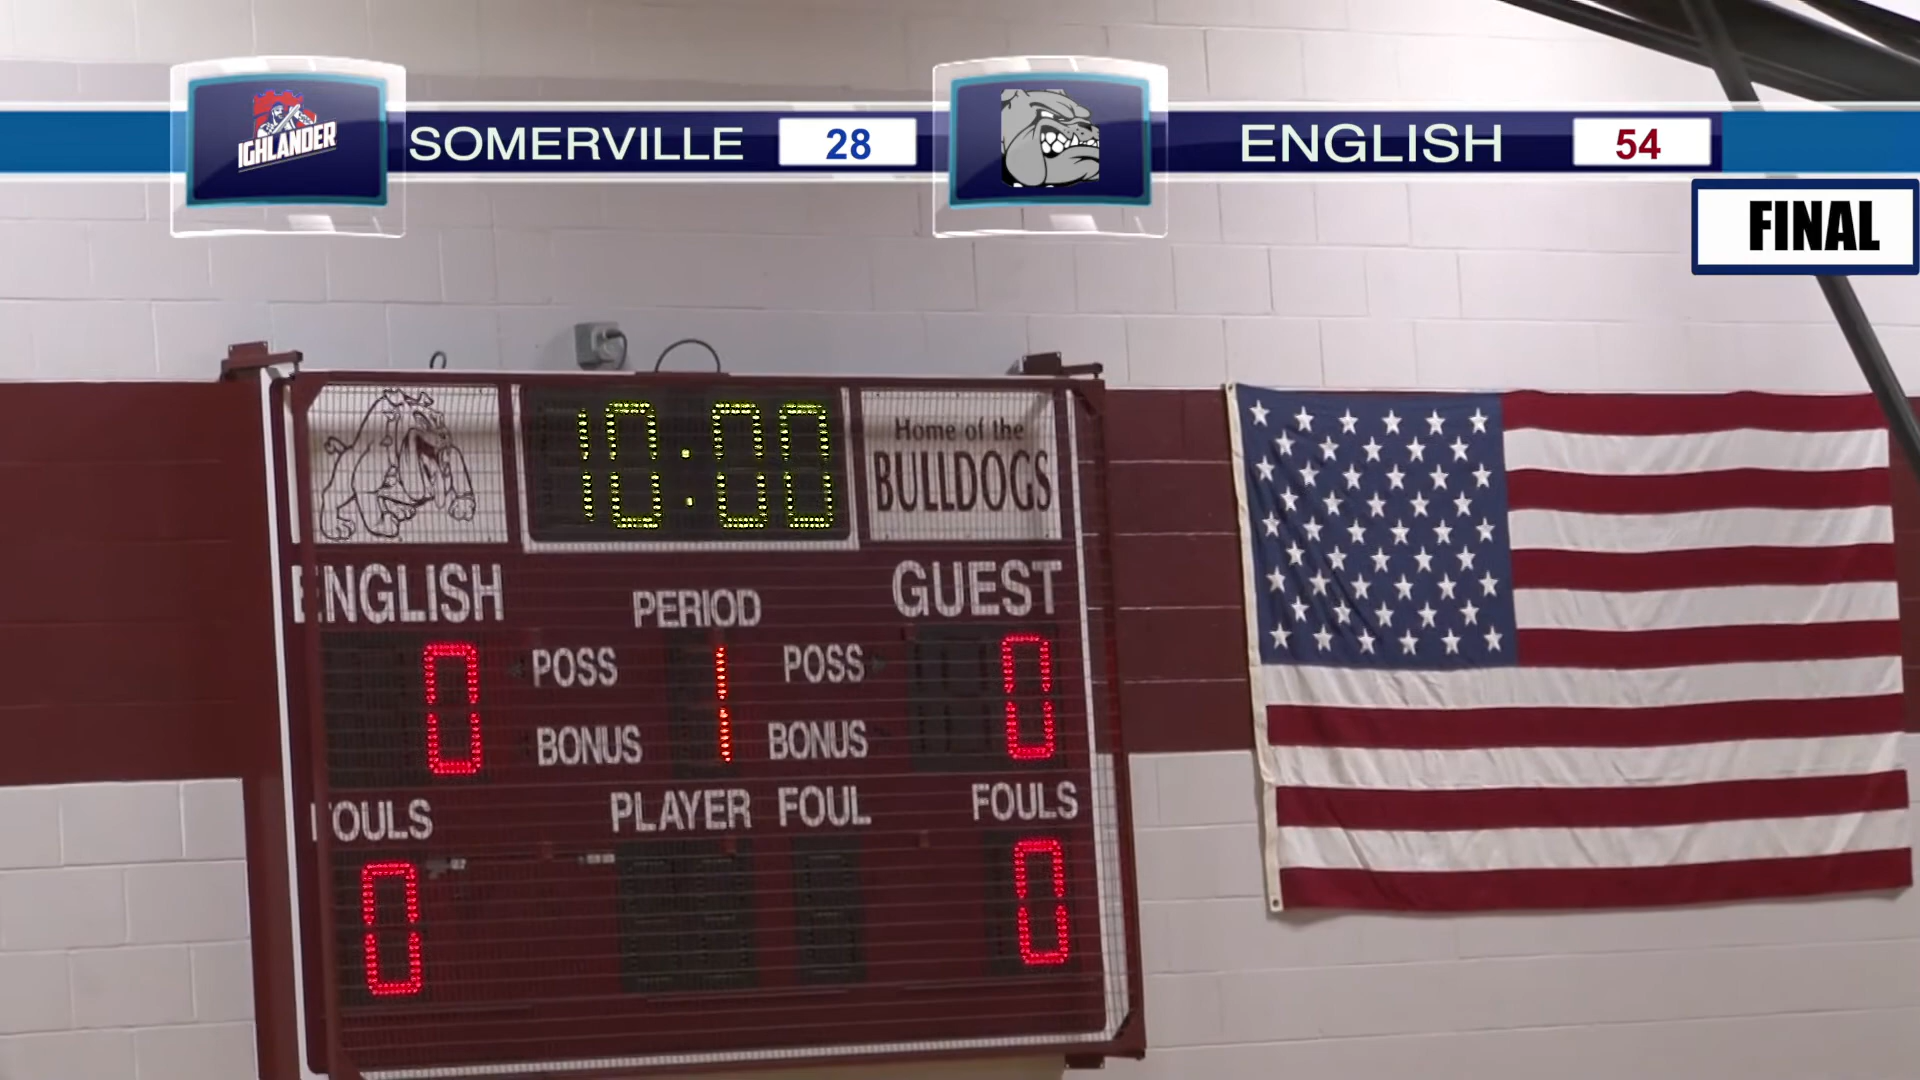 IGHLANDER
SOMERVILLE 28
ENGLISH 54
FINAL
10:00
Home of the
BULLDOGS
ENGLISH
PERIOD
GUEST
0
POSS
1
POSS
0
BONUS
BONUS
FOULS
PLAYER FOUL
FOULS
0
0